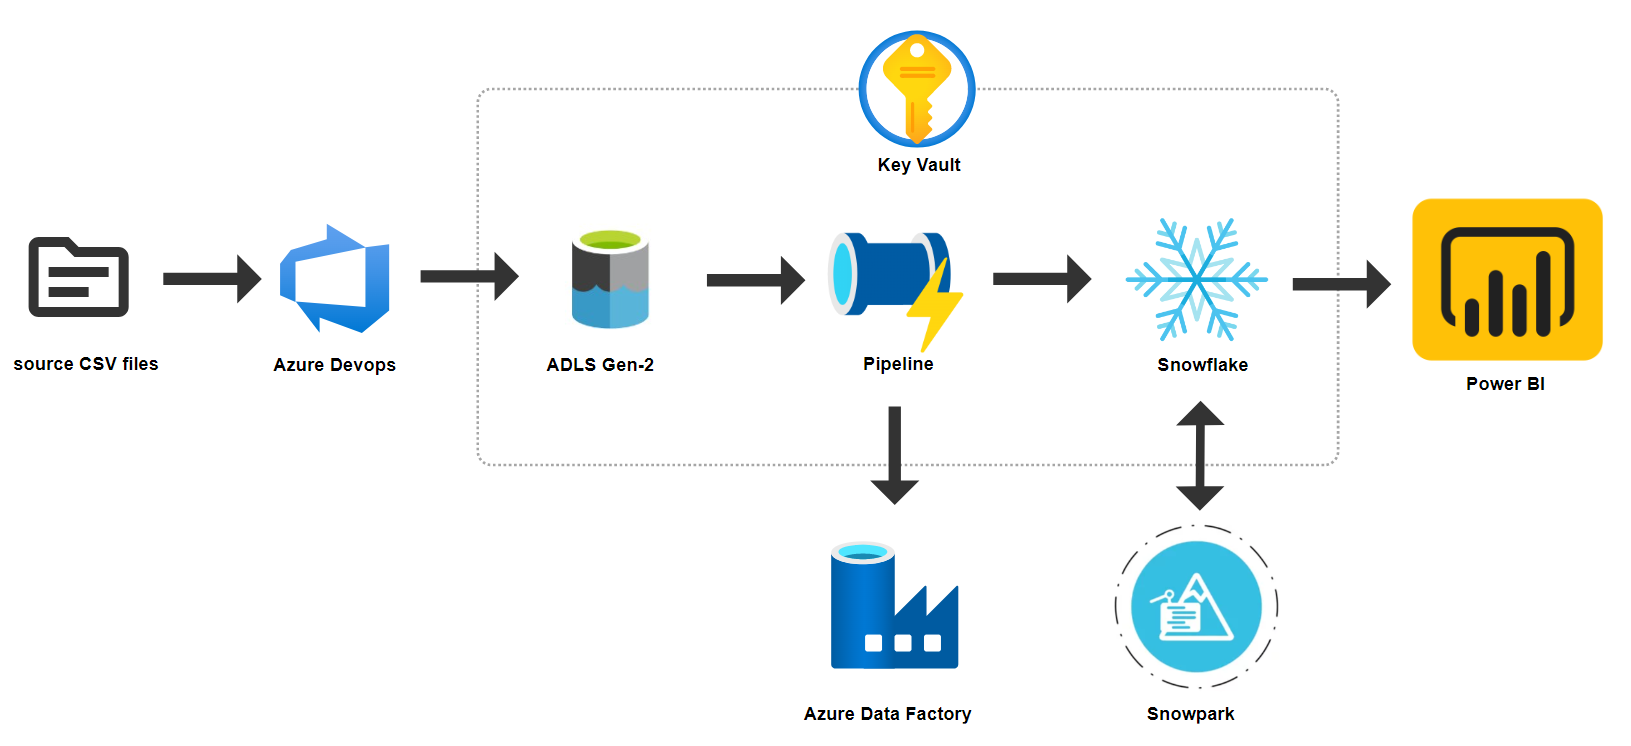 Key Vault
source CSV files
Azure Devops
ADLS Gen-2
Pipeline
Snowflake
Power BI
Azure Data Factory
Snowpark